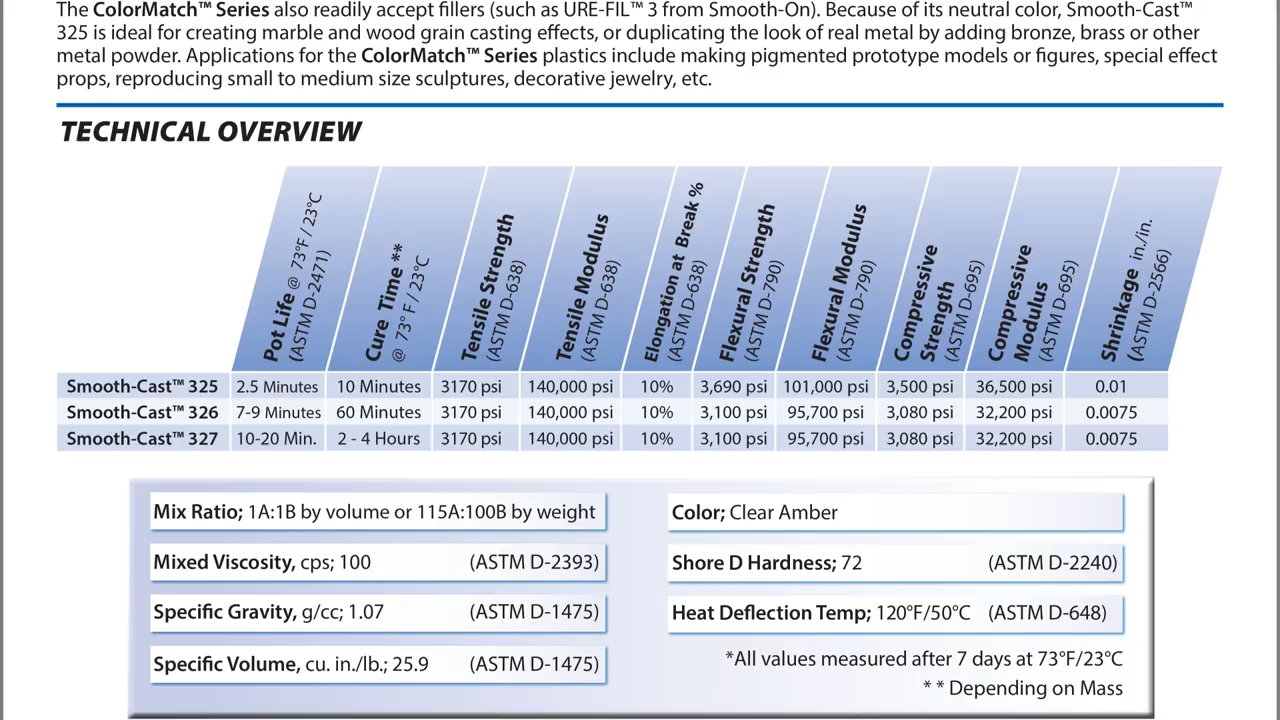 The ColorMatch™ Series also readily accept fillers (such as URE-FIL™ 3 from Smooth-On). Because of its neutral color, Smooth-Cast™
325 is ideal for creating marble and wood grain casting effects, or duplicating the look of real metal by adding bronze, brass or other
metal powder. Applications for the ColorMatch™ Series plastics include making pigmented prototype models or figures, special effect
props, reproducing small to medium size sculptures, decorative jewelry, etc.
TECHNICAL OVERVIEW
Pot Life @ 73°F / 23°C
(ASTM D-2471)
Cure Time **
@ 73° F / 23°C
Tensile Strength
(ASTM D-638)
Tensile Modulus
(ASTM D-638)
Elongation at Break %
(ASTM D-638)
Flexural Strength
(ASTM D-790)
Flexural Modulus
(ASTM D-790)
Compressive
Strength
(ASTM D-695)
Compressive
Modulus
(ASTM D-695)
Shrinkage in./in.
(ASTM D-2566)
Smooth-Cast™ 325 2.5 Minutes 10 Minutes 3170 psi 140,000 psi 10% 3,690 psi 101,000 psi 3,500 psi 36,500 psi 0.01
Smooth-Cast™ 326 7-9 Minutes 60 Minutes 3170 psi 140,000 psi 10% 3,100 psi 95,700 psi 3,080 psi 32,200 psi 0.0075
Smooth-Cast™ 327 10-20 Min. 2 - 4 Hours 3170 psi 140,000 psi 10% 3,100 psi 95,700 psi 3,080 psi 32,200 psi 0.0075
Mix Ratio; 1A:1B by volume or 115A:100B by weight
Mixed Viscosity, cps; 100 (ASTM D-2393)
Specific Gravity, g/cc; 1.07 (ASTM D-1475)
Specific Volume, cu. in./lb.; 25.9 (ASTM D-1475)
Color; Clear Amber
Shore D Hardness; 72 (ASTM D-2240)
Heat Deflection Temp; 120°F/50°C (ASTM D-648)
*All values measured after 7 days at 73°F/23°C
* * Depending on Mass